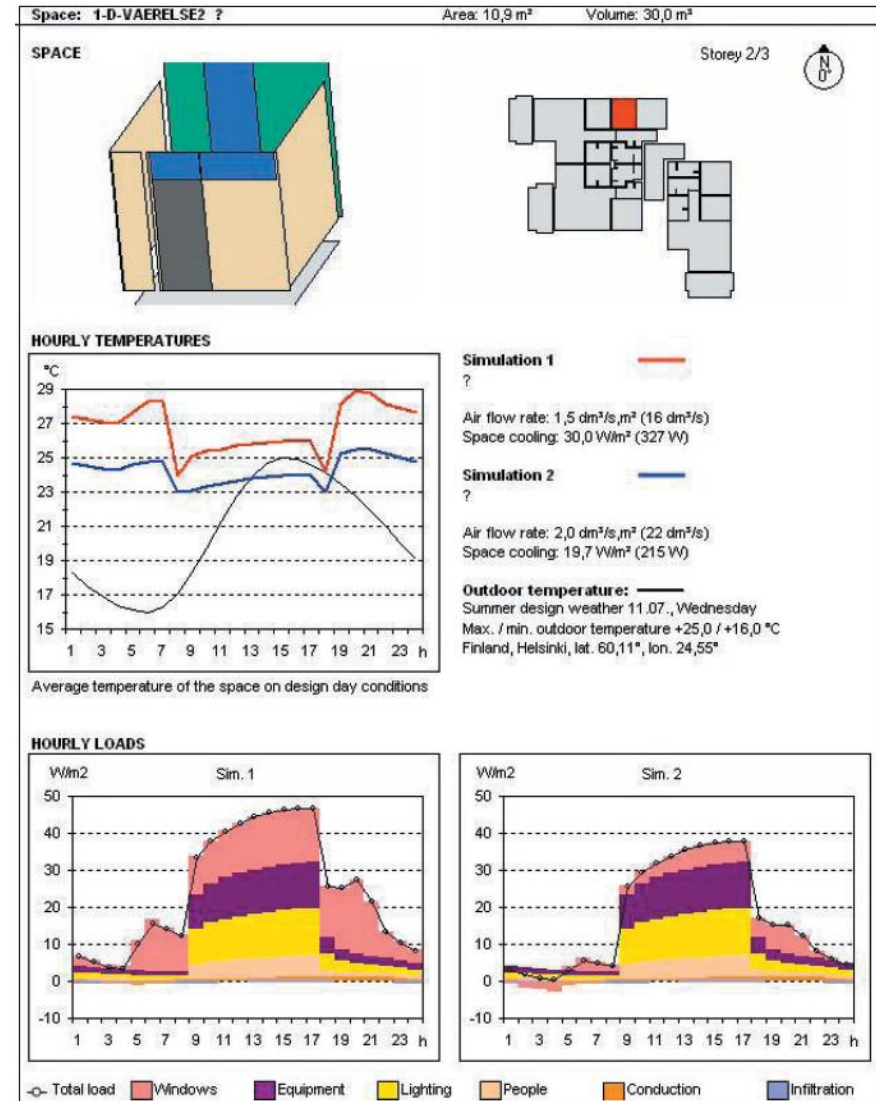 Space: 1-D-VAERELSE2 ? Area: 10,9 m² Volume: 30,0 m³
SPACE
Storey 2/3
N
0°
HOURLY TEMPERATURES
°C
29
27
25
23
21
19
17
15
1 3 5 7 9 11 13 15 17 19 21 23 h
Average temperature of the space on design day conditions
Simulation 1
?
Air flow rate: 1,5 dm³/s,m² (16 dm³/s)
Space cooling: 30,0 W/m² (327 W)
Simulation 2
?
Air flow rate: 2,0 dm³/s,m² (22 dm³/s)
Space cooling: 19,7 W/m² (215 W)
Outdoor temperature:
Summer design weather 11.07., Wednesday
Max. / min. outdoor temperature +25,0 / +16,0 °C
Finland, Helsinki, lat. 60,11°, lon. 24,55°
HOURLY LOADS
W/m2 Sim. 1
50
40
30
20
10
0
-10
1 3 5 7 9 11 13 15 17 19 21 23 h
W/m2 Sim. 2
50
40
30
20
10
0
-10
1 3 5 7 9 11 13 15 17 19 21 23 h
Total load Windows Equipment Lighting People Conduction Infiltration